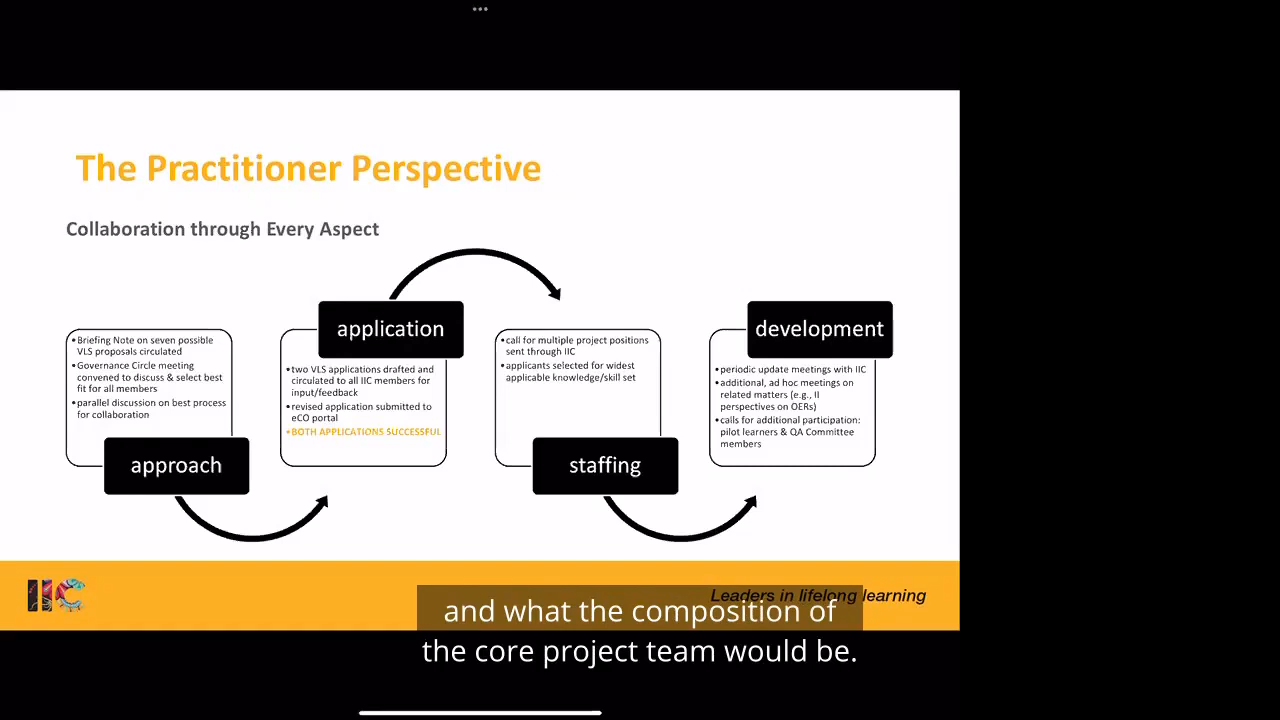 The Practitioner Perspective
Collaboration through Every Aspect
•Briefing Note on seven possible
VLS proposals circulated
•Governance Circle meeting
convened to discuss & select best
fit for all members
•parallel discussion on best process
for collaboration
approach
application
•two VLS applications drafted and
circulated to all IIC members for
input/feedback
•revised application submitted to
eCO portal
•BOTH APPLICATIONS SUCCESSFUL
•call for multiple project positions
sent through IIC
•applicants selected for widest
applicable knowledge/skill set
staffing
development
•periodic update meetings with IIC
•additional, ad hoc meetings on
related matters (e.g., II
perspectives on OERs)
•calls for additional participation:
pilot learners & QA Committee
members
IIC
Leaders in lifelong learning
and what the composition of
the core project team would be.